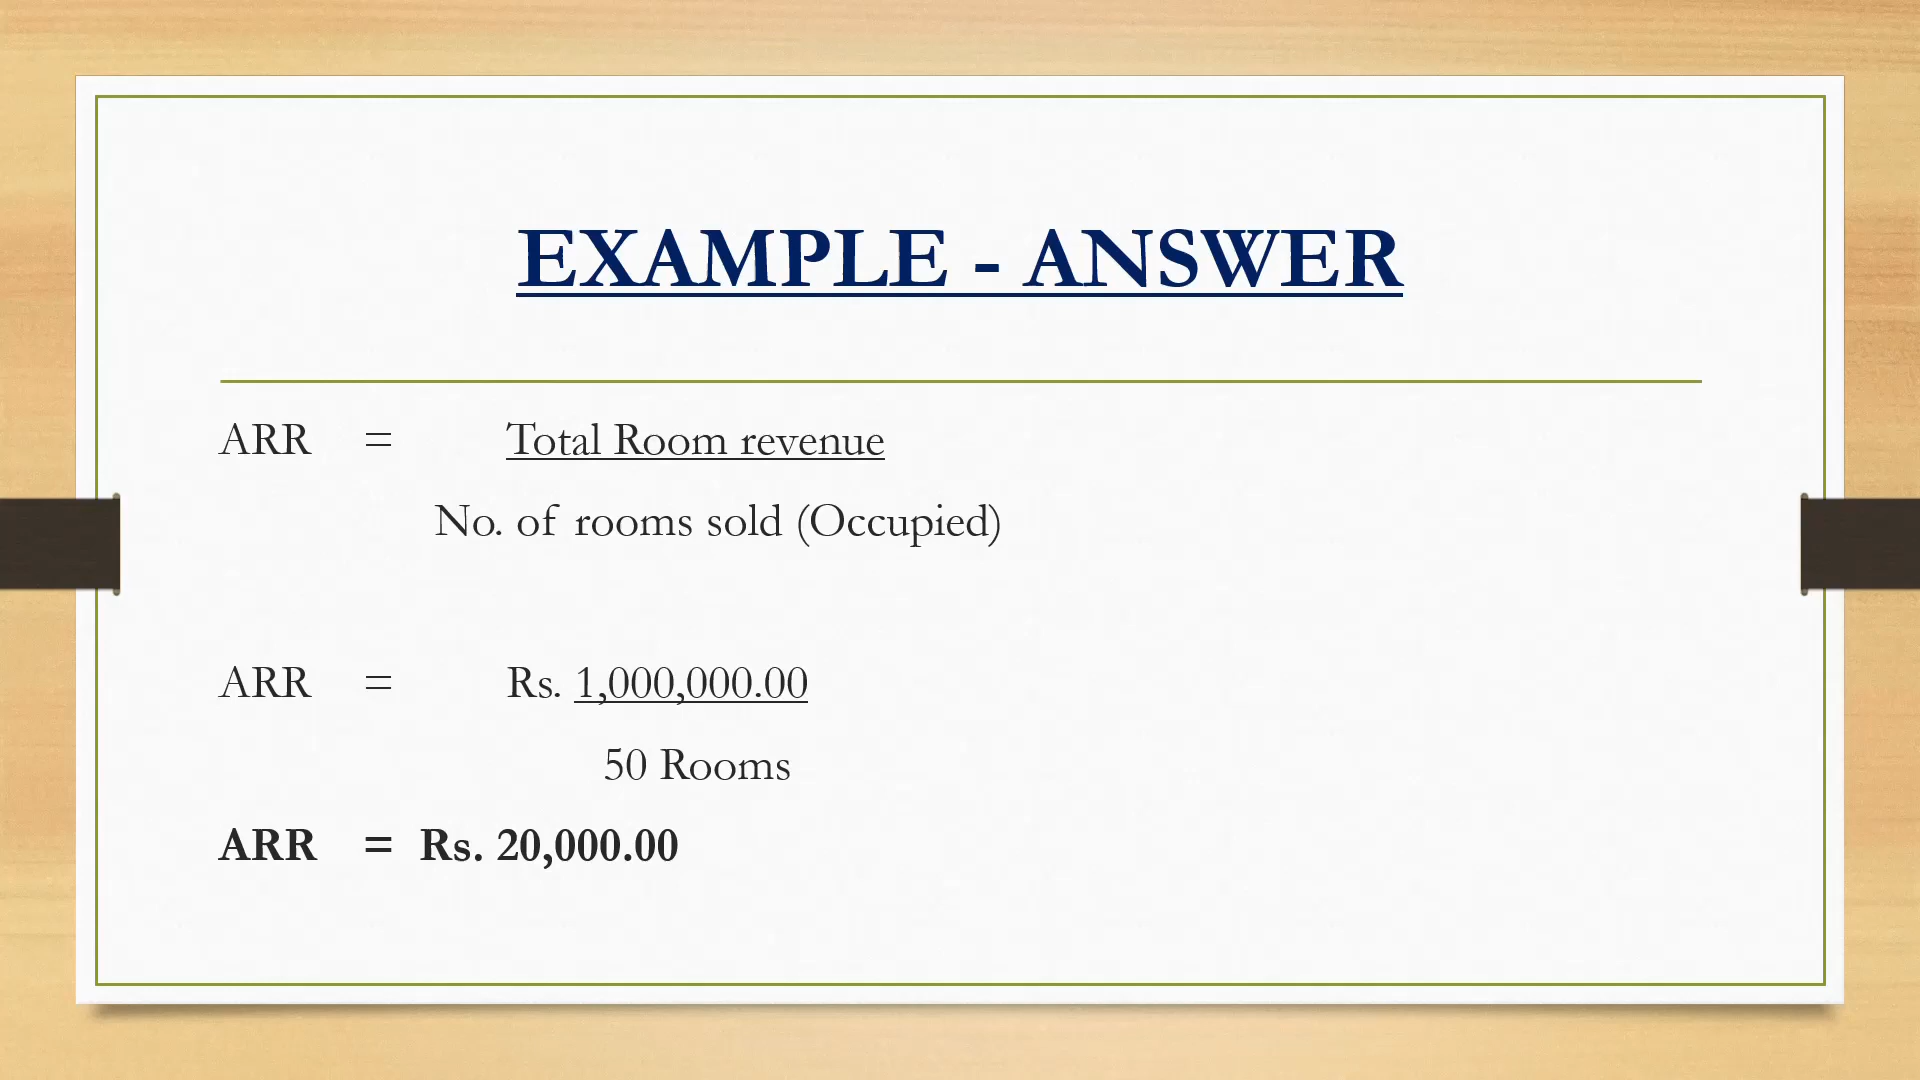 EXAMPLE - ANSWER
ARR = Total Room revenue
No. of rooms sold (Occupied)
ARR = Rs. 1,000,000.00
50 Rooms
ARR = Rs. 20,000.00